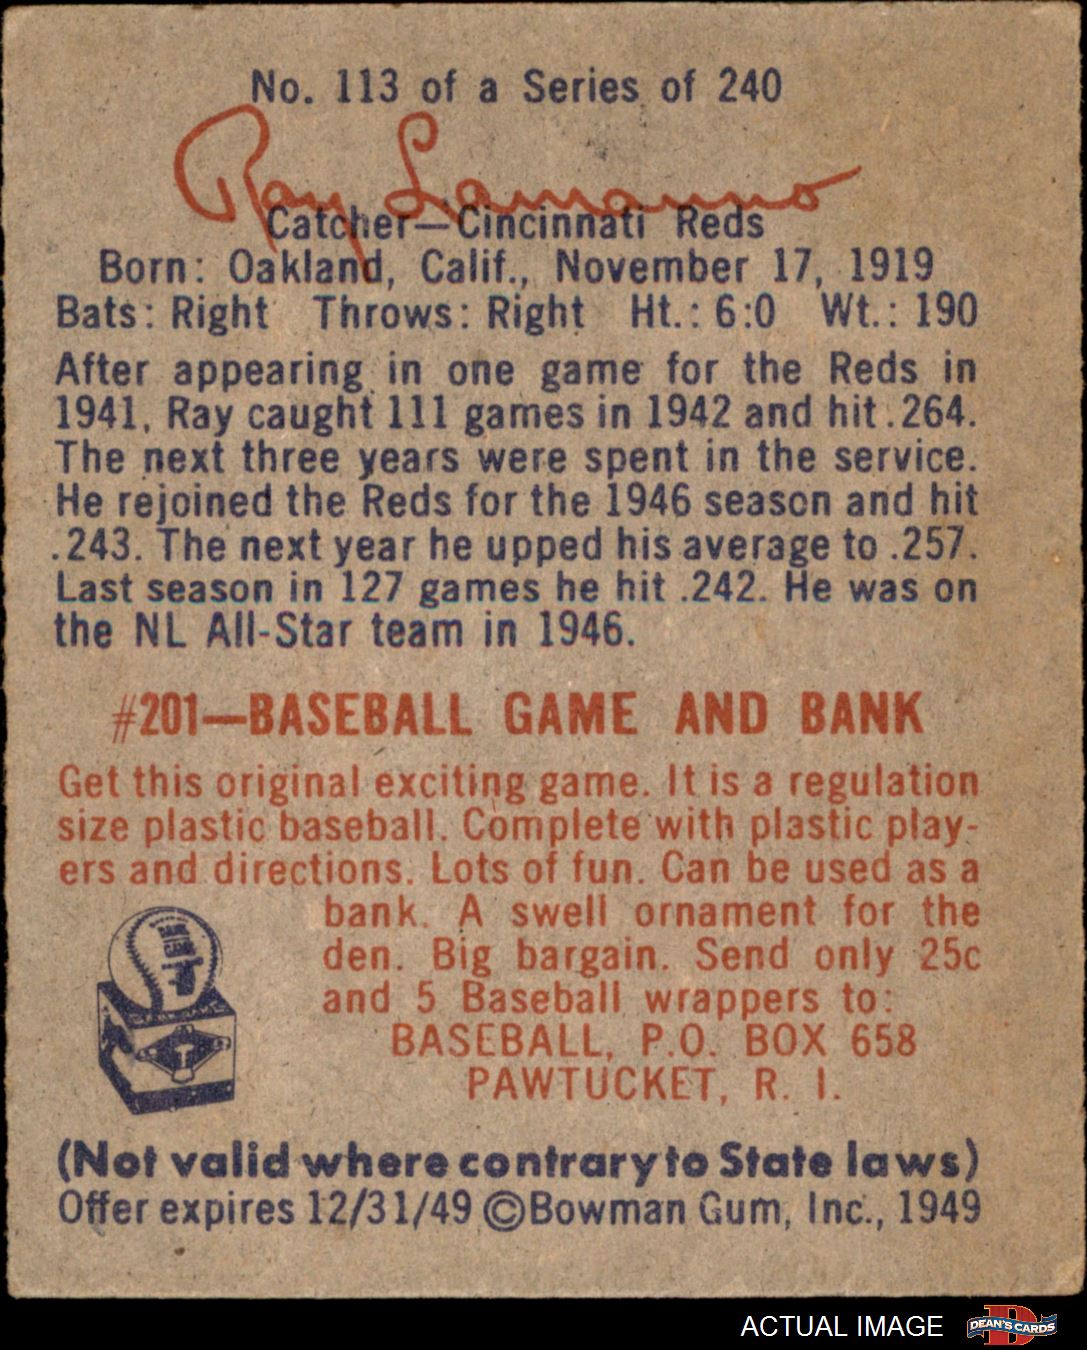 No. 113 of a Series of 240
Ray Lamanno
Catcher—Cincinnati Reds
Born: Oakland, Calif., November 17, 1919
Bats: Right Throws: Right Ht.: 6:0 Wt.: 190
After appearing in one game for the Reds in
1941, Ray caught 111 games in 1942 and hit .264.
The next three years were spent in the service.
He rejoined the Reds for the 1946 season and hit
.243. The next year he upped his average to .257.
Last season in 127 games he hit .242. He was on
the NL All-Star team in 1946.
#201—BASEBALL GAME AND BANK
Get this original exciting game. It is a regulation
size plastic baseball. Complete with plastic play-
ers and directions. Lots of fun. Can be used as a
bank. A swell ornament for the
den. Big bargain. Send only 25c
and 5 Baseball wrappers to:
BASEBALL, P.O. BOX 658
PAWTUCKET, R. I.
(Not valid where contrary to State laws)
Offer expires 12/31/49 ©Bowman Gum, Inc., 1949
ACTUAL IMAGE
DEAN'S CARDS